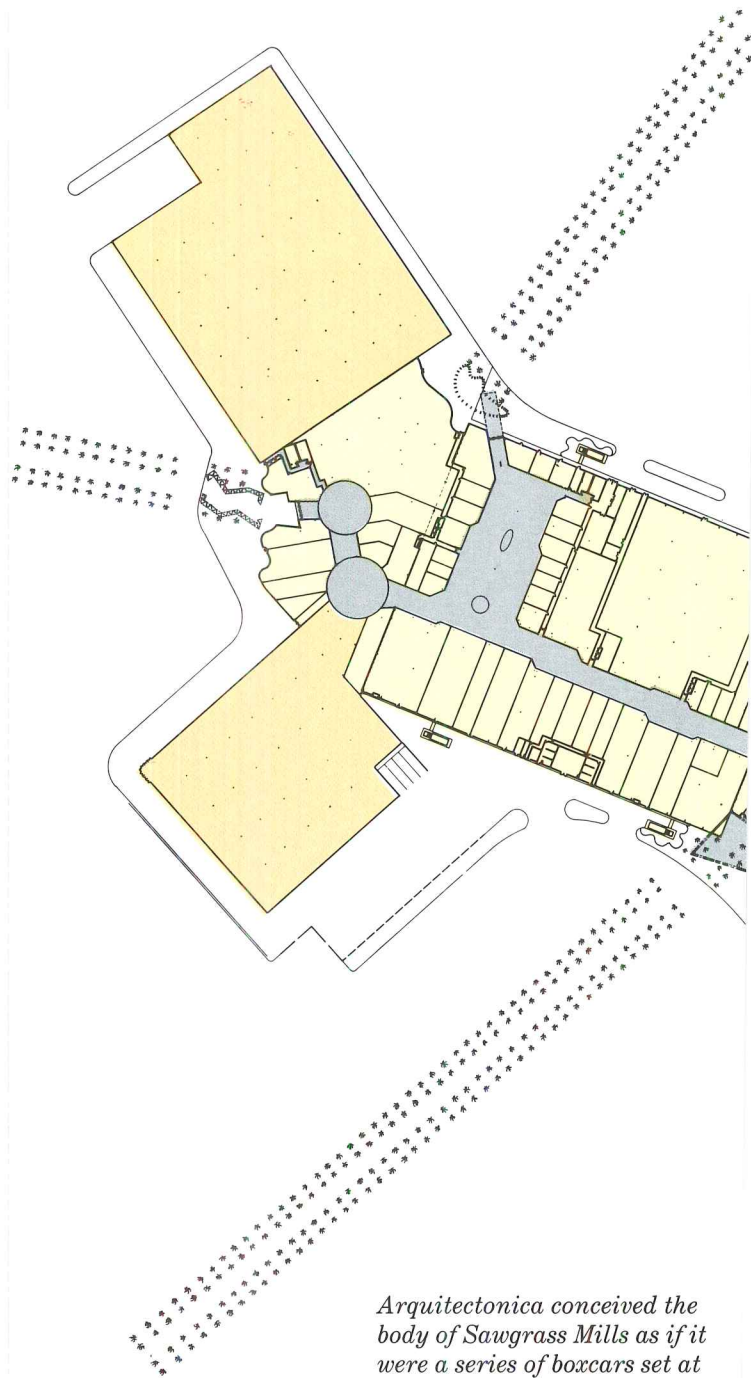 Arquitectonica conceived the
body of Sawgrass Mills as if it
were a series of boxcars set at